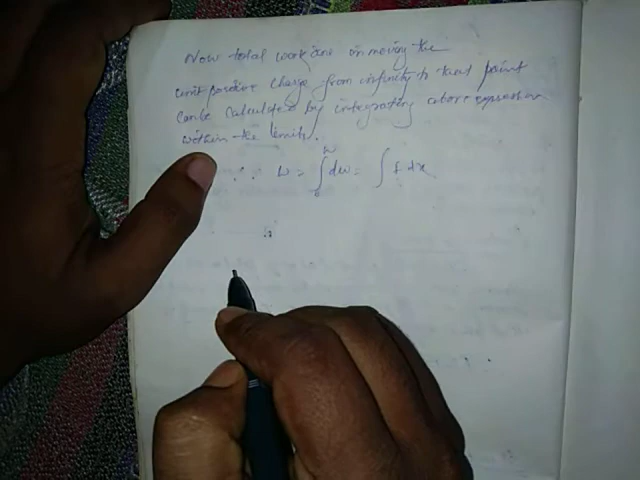 Now total work done in moving the
unit positive charge from infinity to that point
can be calculated by integrating above expression
within the limits.
∴ W = ∫₀ᵂ dw = ∫ F dx